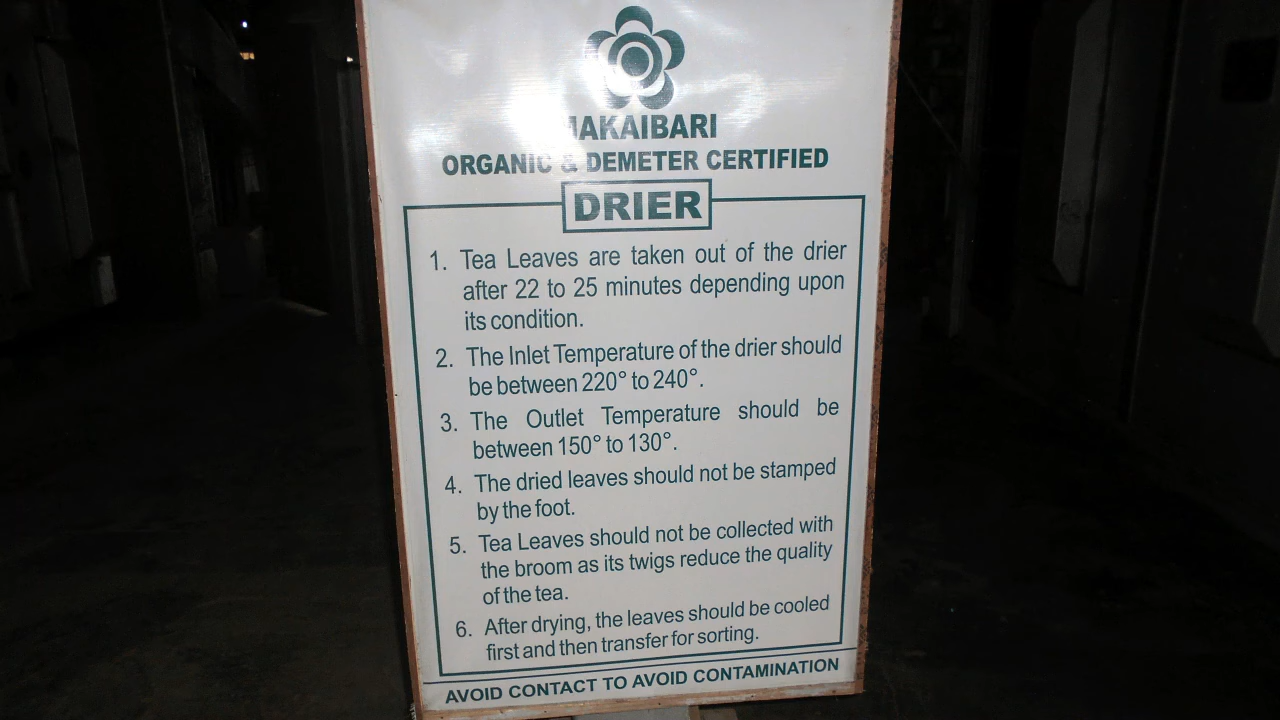 MAKAIBARI
ORGANIC & DEMETER CERTIFIED
DRIER
1. Tea Leaves are taken out of the drier
after 22 to 25 minutes depending upon
its condition.
2. The Inlet Temperature of the drier should
be between 220° to 240°.
3. The Outlet Temperature should be
between 150° to 130°.
4. The dried leaves should not be stamped
by the foot.
5. Tea Leaves should not be collected with
the broom as its twigs reduce the quality
of the tea.
6. After drying, the leaves should be cooled
first and then transfer for sorting.
AVOID CONTACT TO AVOID CONTAMINATION